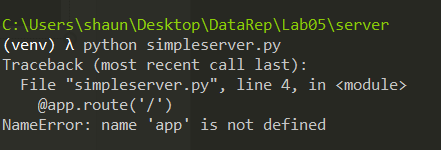 C:\Users\shaun\Desktop\DataRep\Lab05\server
(venv) λ python simpleserver.py
Traceback (most recent call last):
  File "simpleserver.py", line 4, in <module>
    @app.route('/')
NameError: name 'app' is not defined